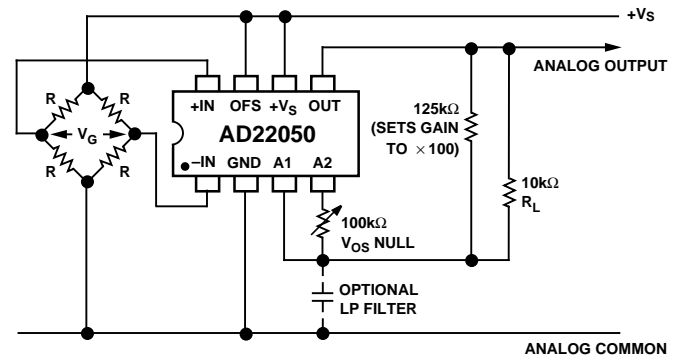 +VS
ANALOG OUTPUT
+IN OFS +VS OUT
R R
125kΩ
(SETS GAIN
TO ×100)
VG
AD22050
–IN GND A1 A2
R R
10kΩ
RL
100kΩ
VOS NULL
OPTIONAL
LP FILTER
ANALOG COMMON